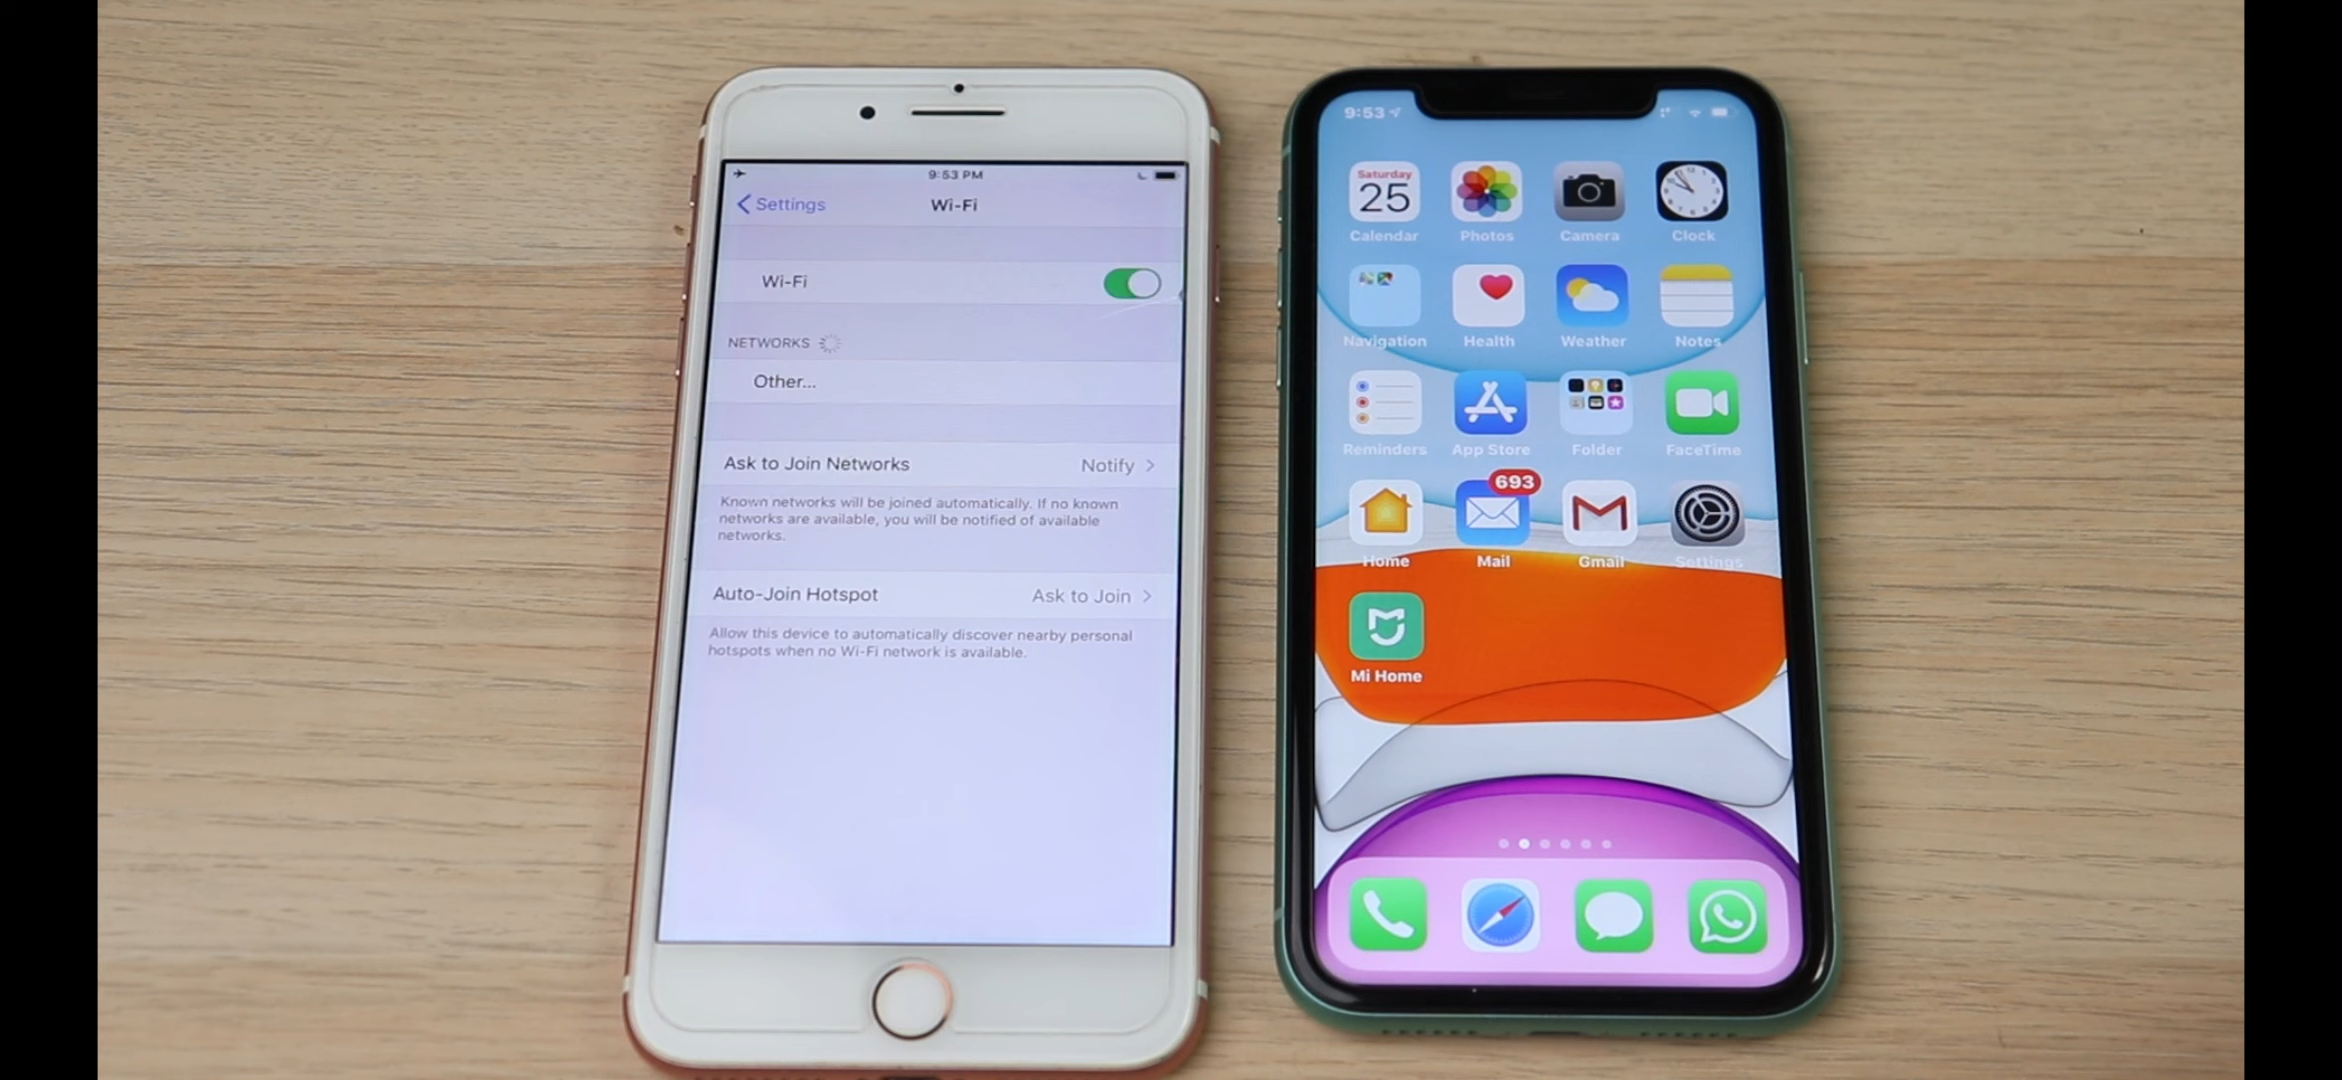 9:53 PM
Settings
Wi-Fi
Wi-Fi
NETWORKS
Other...
Ask to Join Networks Notify
Known networks will be joined automatically. If no known
networks are available, you will be notified of available
networks.
Auto-Join Hotspot Ask to Join
Allow this device to automatically discover nearby personal
hotspots when no Wi-Fi network is available.
9:53
Saturday
25
Calendar Photos Camera Clock
Navigation Health Weather Notes
Reminders App Store Folder FaceTime
693
Home Mail Gmail Settings
Mi Home